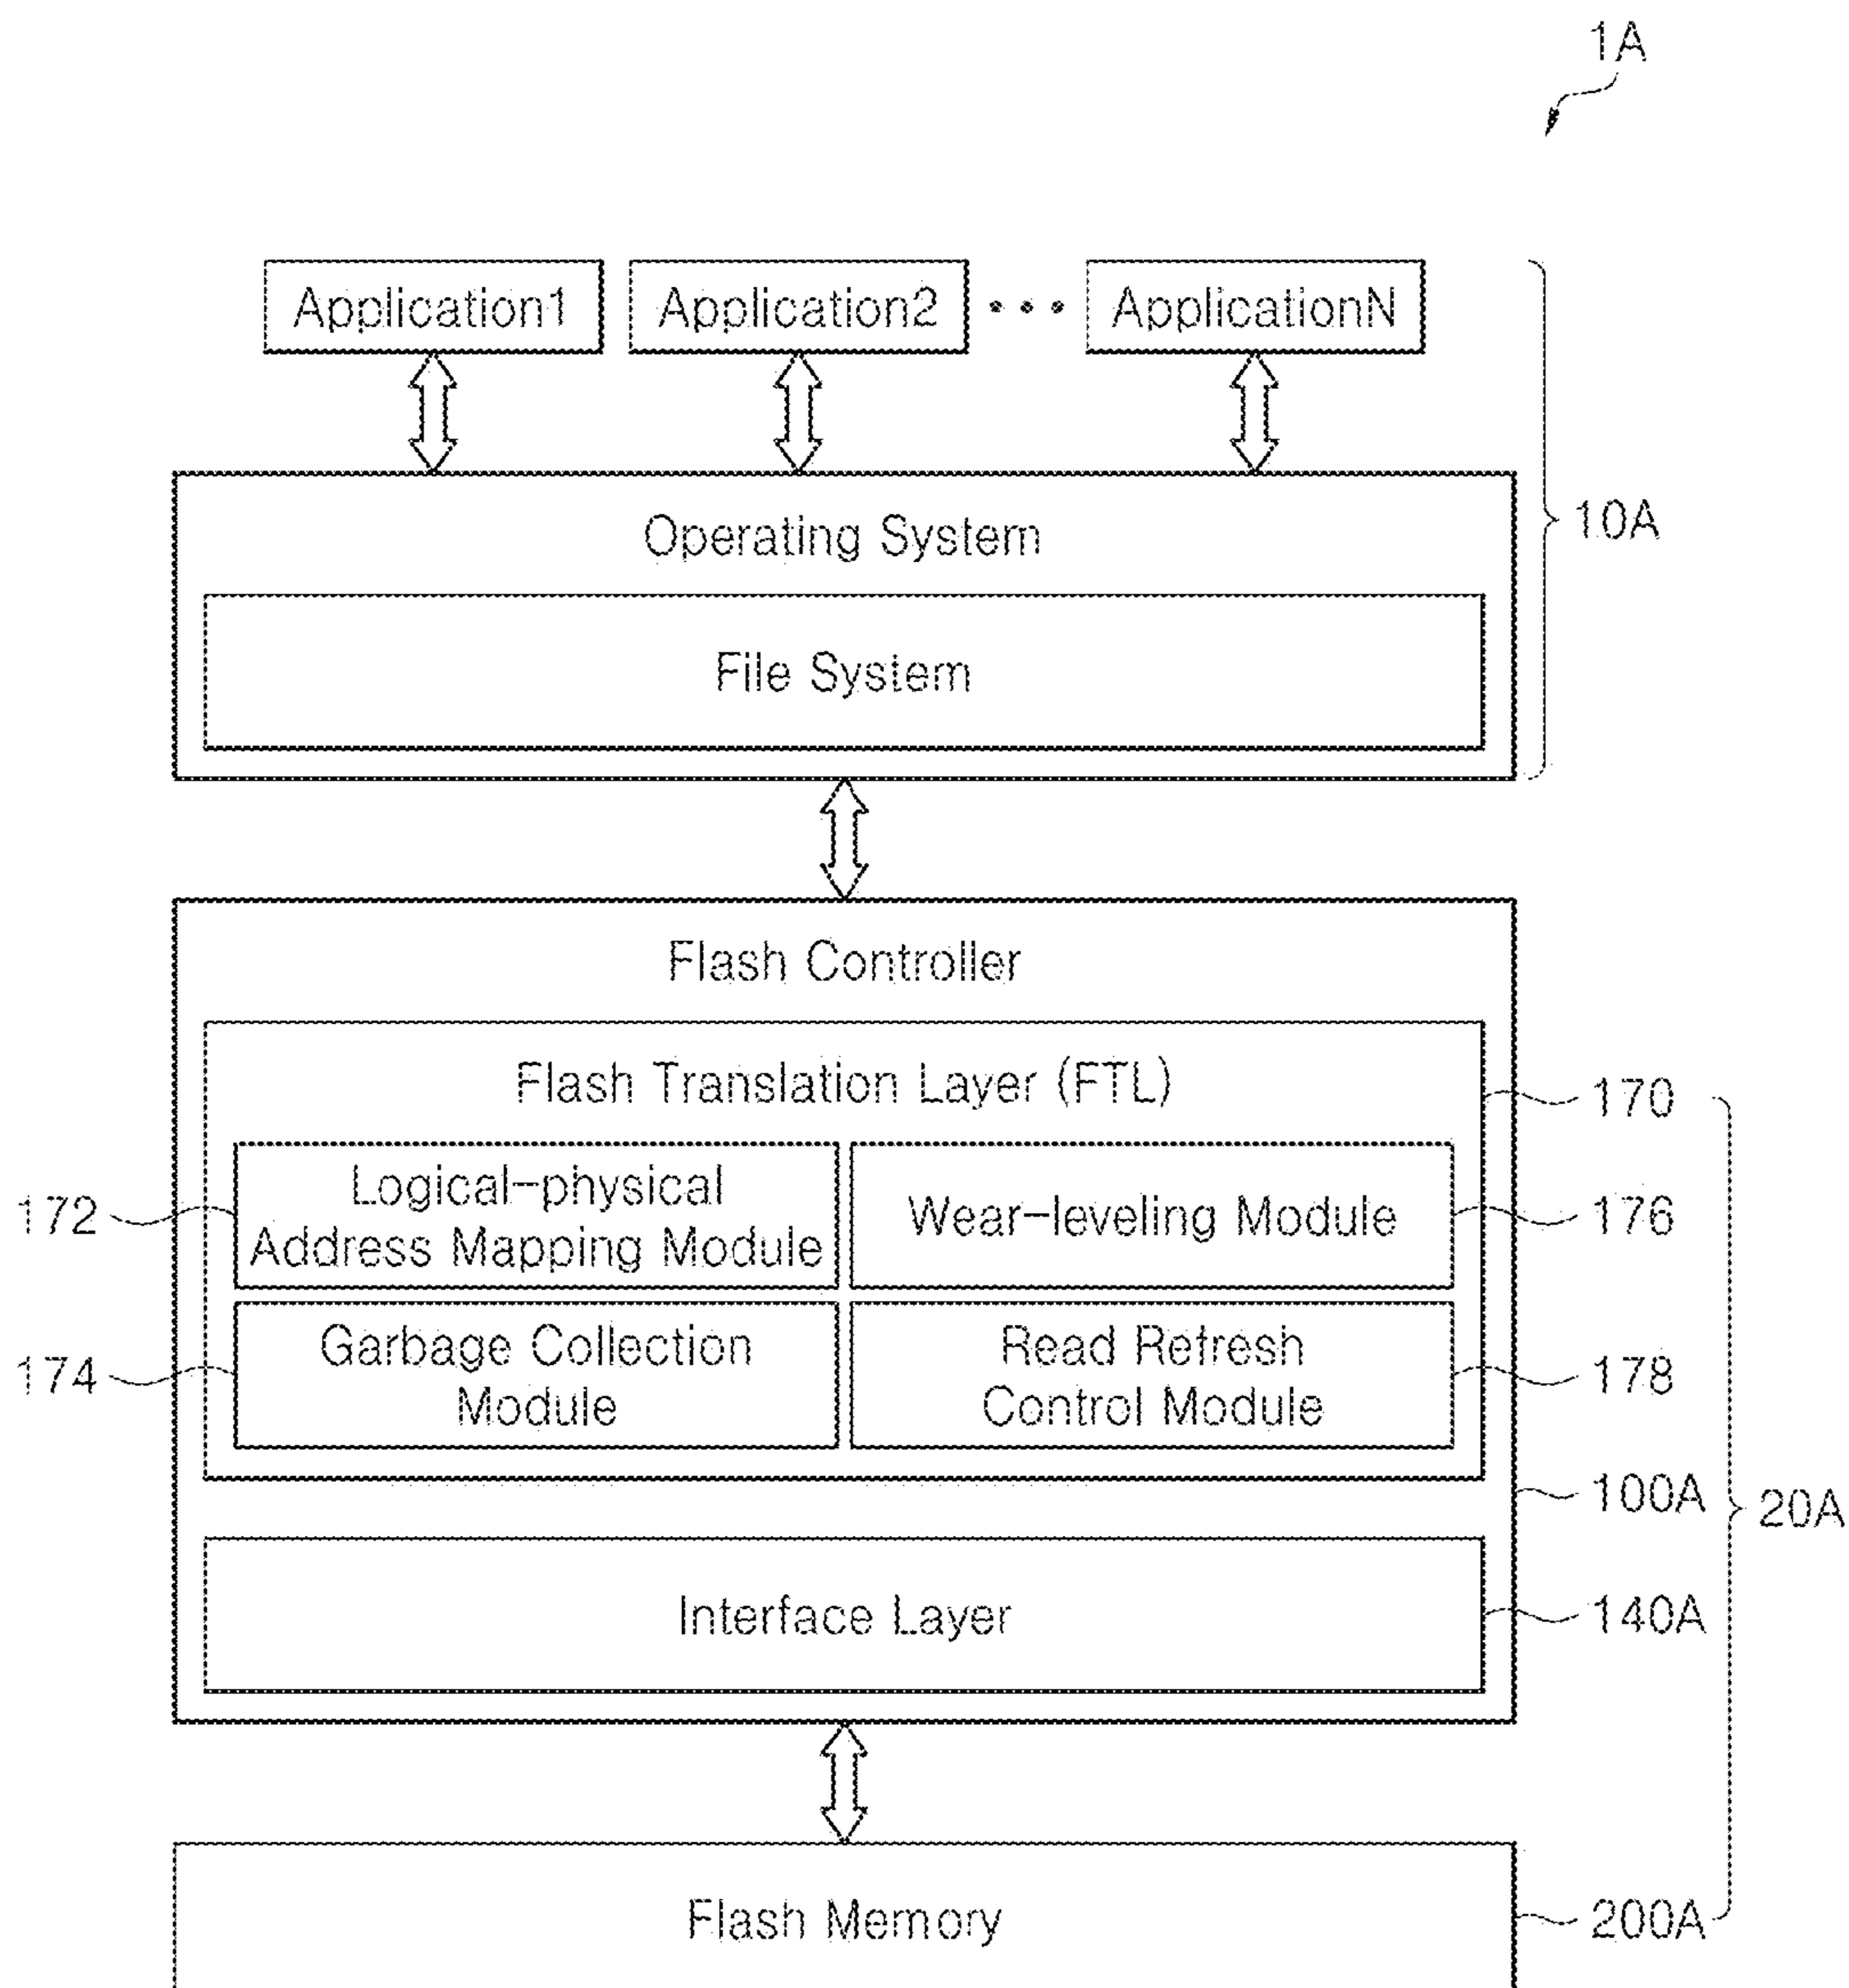 1A
Application1
Application2
ApplicationN
10A
Operating System
File System
Flash Controller
Flash Translation Layer (FTL)
170
172
Logical-physical
Address Mapping Module
Wear-leveling Module
176
174
Garbage Collection
Module
Read Refresh
Control Module
178
100A
20A
Interface Layer
140A
Flash Memory
200A